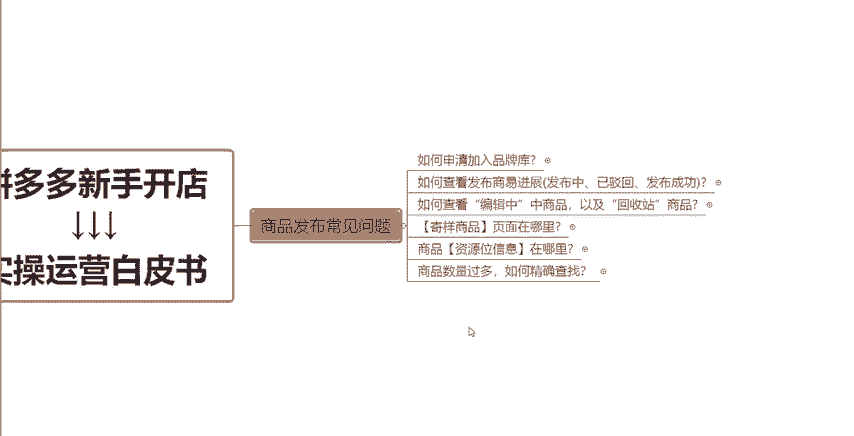 拼多多新手开店
↓↓↓
实操运营白皮书
商品发布常见问题
如何申请加入品牌库？
如何查看发布商易进展(发布中、已驳回、发布成功)？
如何查看“编辑中”中商品，以及“回收站”商品？
【寄样商品】页面在哪里？
商品【资源位信息】在哪里？
商品数量过多，如何精确查找？